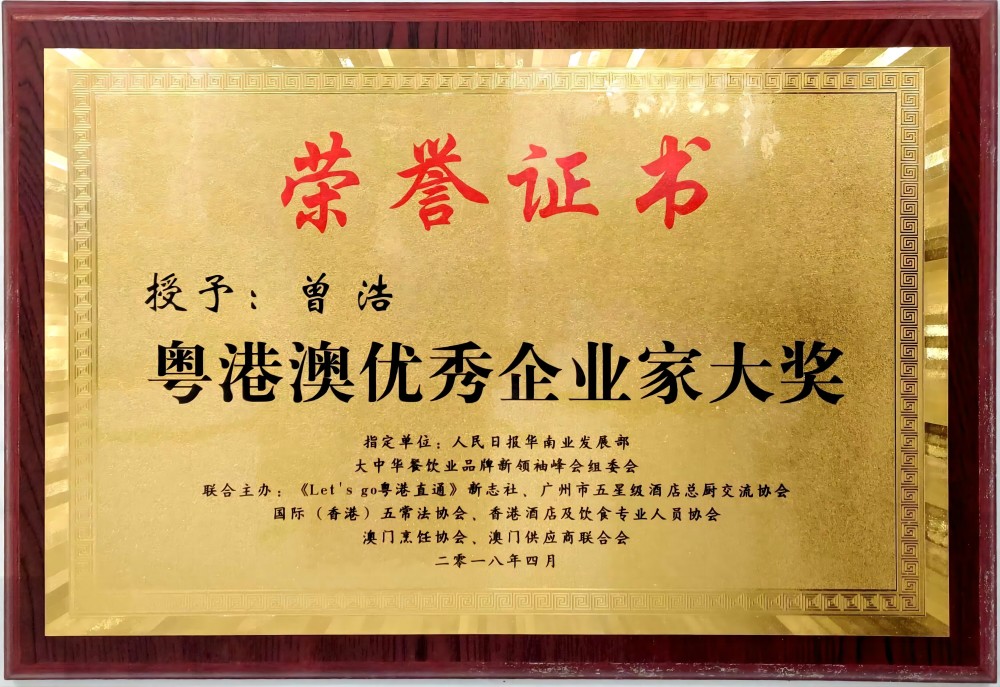 荣誉证书
授予：曾浩
粤港澳优秀企业家大奖
指定单位：人民日报华南业发展部
大中华餐饮业品牌新领袖峰会组委会
联合主办：《Let's go粤港直通》新志社、广州市五星级酒店总厨交流协会
国际（香港）五常法协会、香港酒店及饮食专业人员协会
澳门烹饪协会、澳门供应商联合会
二零一八年四月